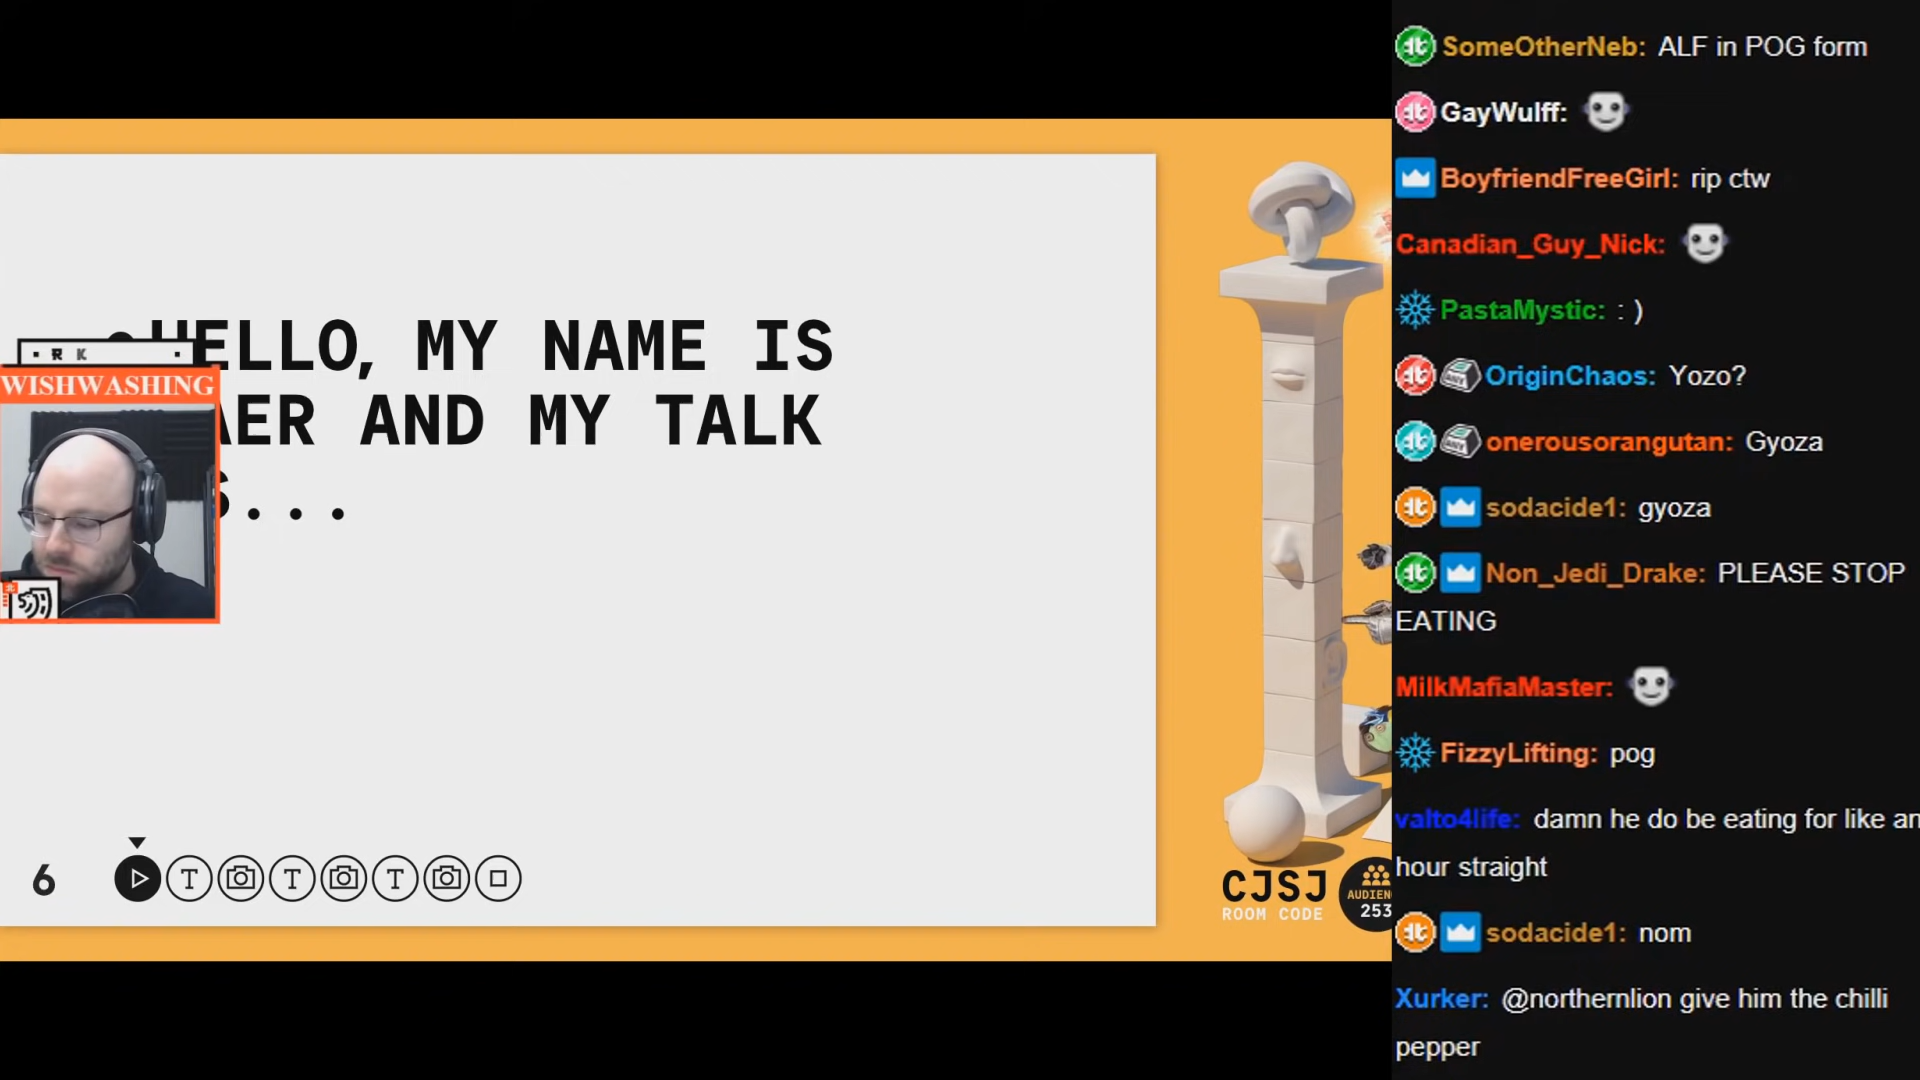 HELLO, MY NAME IS
AER AND MY TALK
S...
R K
WISHWASHING
6
T
T
T
CJSJ
ROOM CODE
AUDIEN
253
SomeOtherNeb: ALF in POG form
GayWulff:
BoyfriendFreeGirl: rip ctw
Canadian_Guy_Nick:
PastaMystic: : )
OriginChaos: Yozo?
onerousorangutan: Gyoza
sodacide1: gyoza
Non_Jedi_Drake: PLEASE STOP
EATING
MilkMafiaMaster:
FizzyLifting: pog
valto4life: damn he do be eating for like an
hour straight
sodacide1: nom
Xurker: @northernlion give him the chilli
pepper